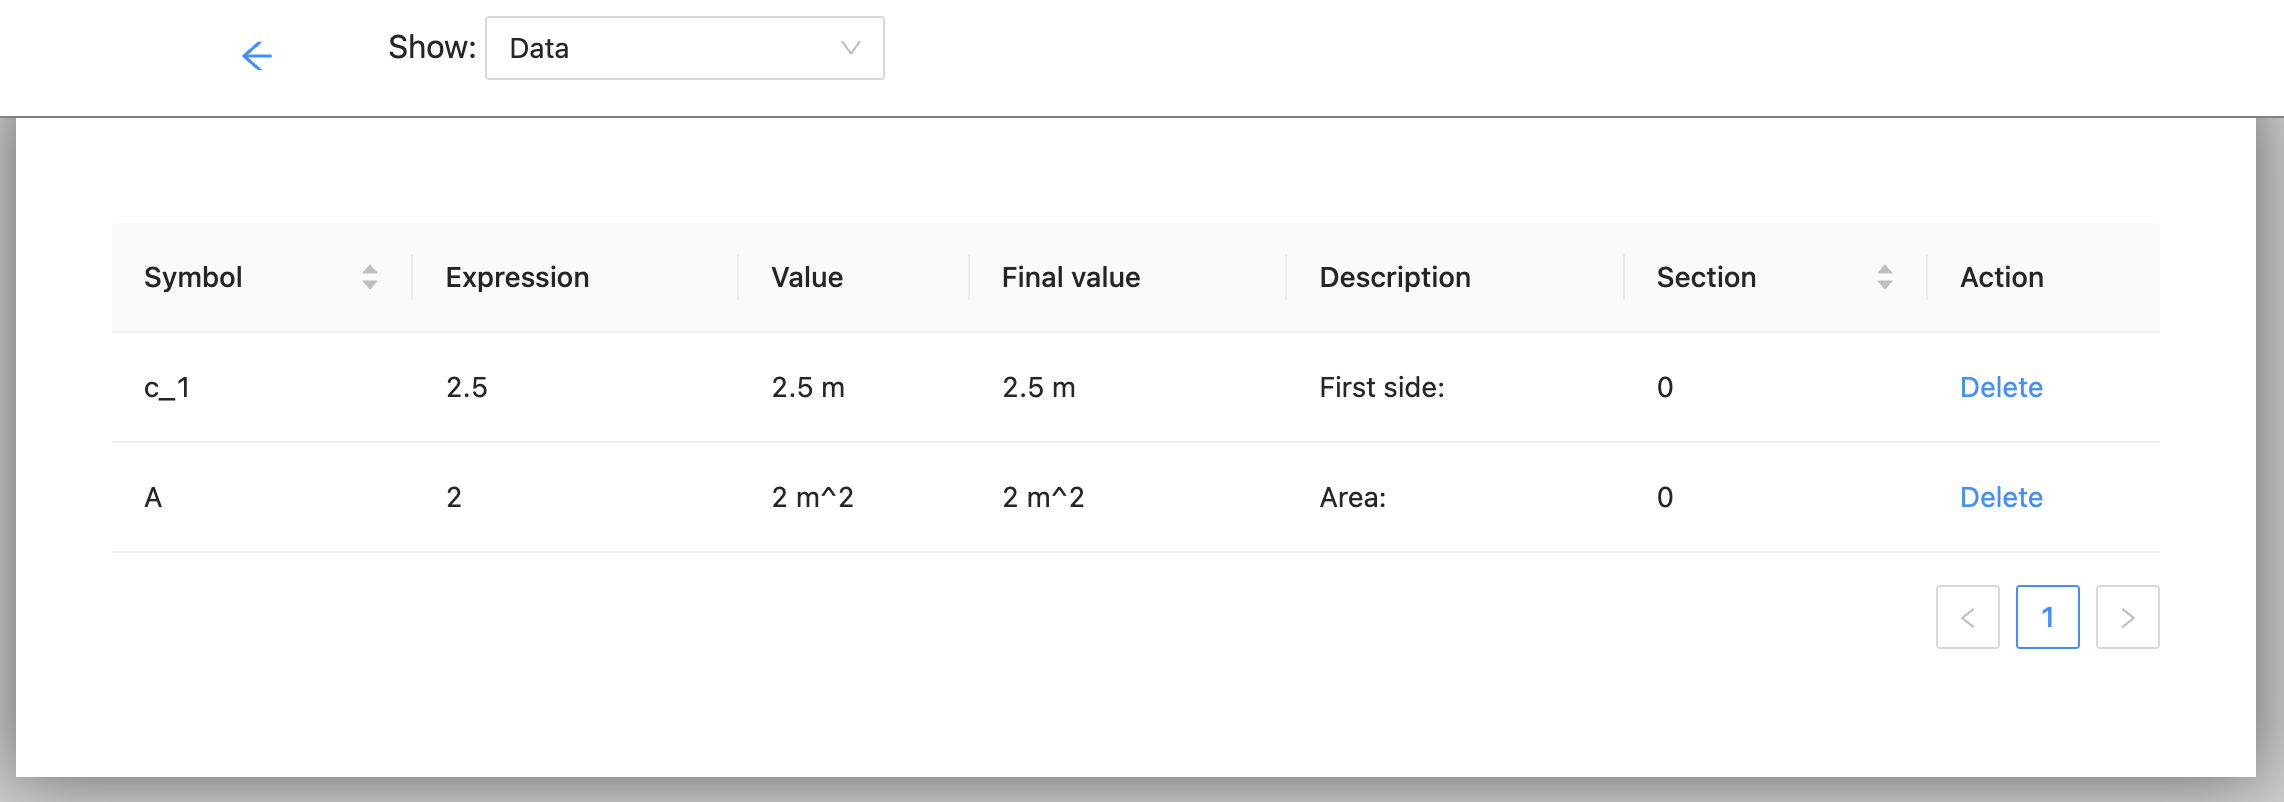 Show: Data
Symbol Expression Value Final value Description Section Action
c_1 2.5 2.5 m 2.5 m First side: 0 Delete
A 2 2 m^2 2 m^2 Area: 0 Delete
< 1 >